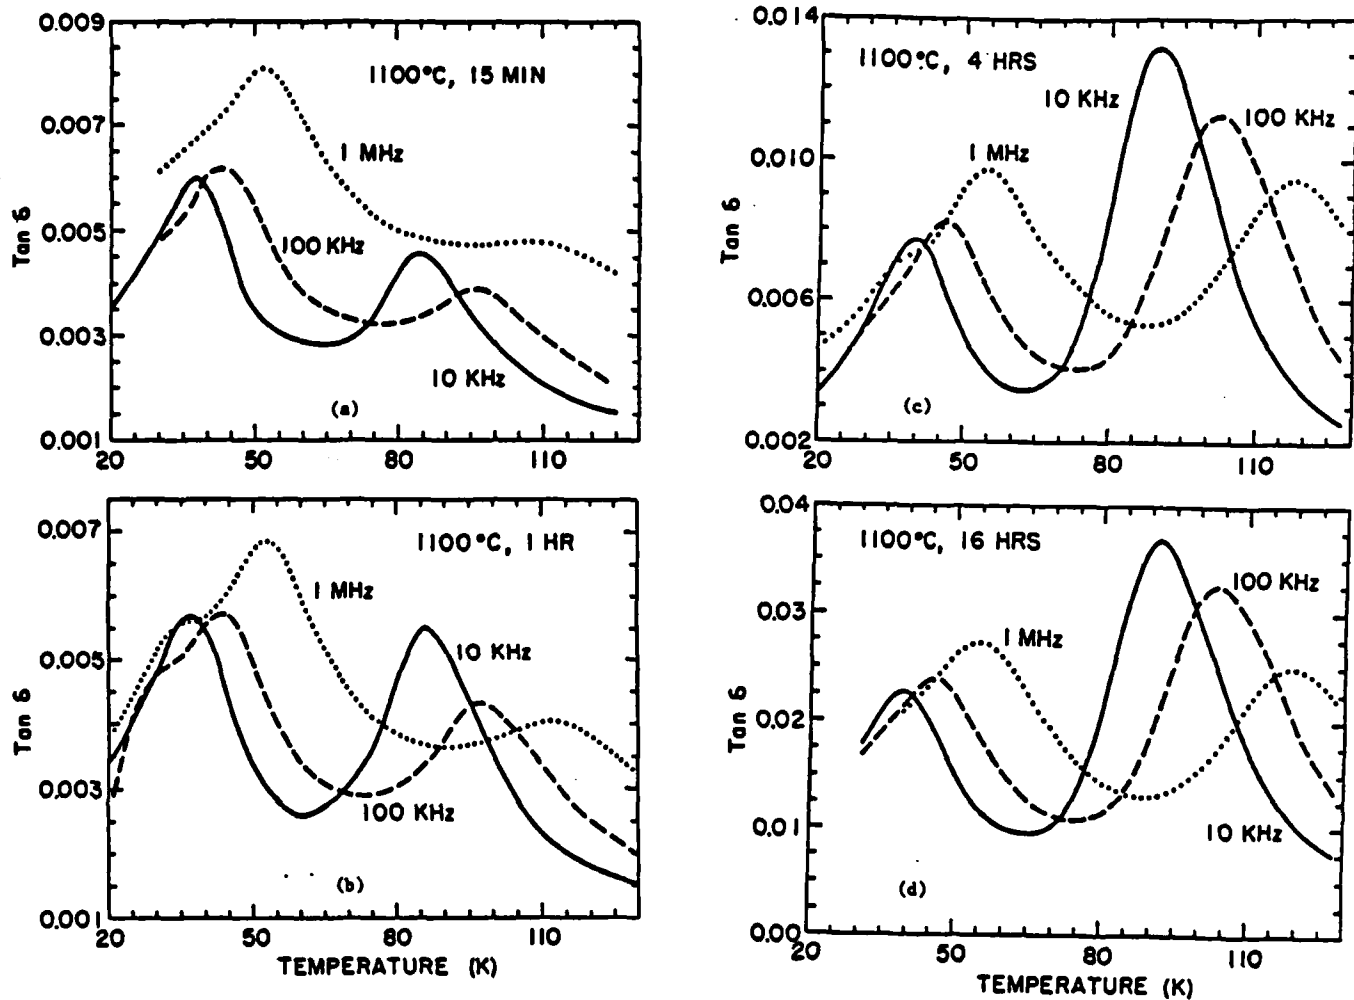 0.009
0.007
0.005
0.003
0.001
Tan δ
1100°C, 15 MIN
1 MHz
100 KHz
10 KHz
(a)
20 50 80 110
0.014
0.010
0.006
0.002
Tan δ
1100°C, 4 HRS
10 KHz
100 KHz
1 MHz
(c)
20 50 80 110
0.007
0.005
0.003
0.001
Tan δ
1100°C, 1 HR
1 MHz
10 KHz
100 KHz
(b)
20 50 80 110
TEMPERATURE (K)
0.04
0.03
0.02
0.01
0.00
Tan δ
1100°C, 16 HRS
100 KHz
1 MHz
10 KHz
(d)
20 50 80 110
TEMPERATURE (K)